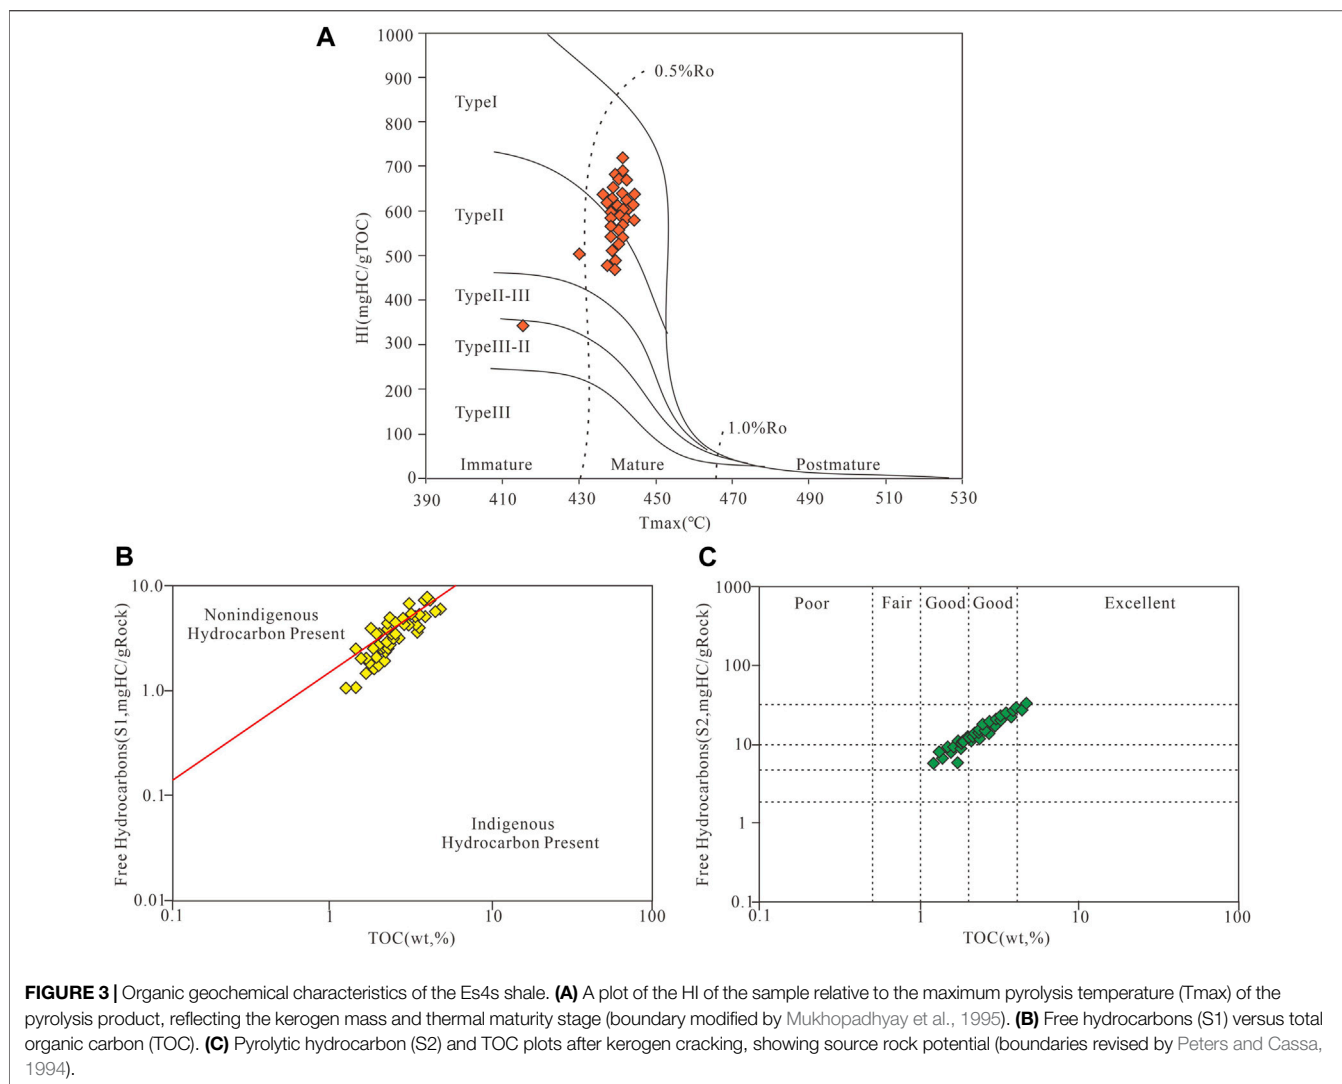 A
1000
900
800
700
600
500
400
300
200
100
0
HI(mgHC/gTOC)
0.5%Ro
TypeI
TypeII
TypeII-III
TypeIII-II
TypeIII
1.0%Ro
Immature
Mature
Postmature
390
410
430
450
470
490
510
530
Tmax(℃)
B
10.0
1.0
0.1
0.01
Free Hydrocarbons(S1,mgHC/gRock)
Nonindigenous
Hydrocarbon Present
Indigenous
Hydrocarbon Present
0.1
1
10
100
TOC(wt,%)
C
1000
100
10
1
0.1
Free Hydrocarbons(S2,mgHC/gRock)
Poor
Fair
Good
Good
Excellent
0.1
1
10
100
TOC(wt,%)
FIGURE 3 | Organic geochemical characteristics of the Es4s shale. (A) A plot of the HI of the sample relative to the maximum pyrolysis temperature (Tmax) of the
pyrolysis product, reflecting the kerogen mass and thermal maturity stage (boundary modified by Mukhopadhyay et al., 1995). (B) Free hydrocarbons (S1) versus total
organic carbon (TOC). (C) Pyrolytic hydrocarbon (S2) and TOC plots after kerogen cracking, showing source rock potential (boundaries revised by Peters and Cassa,
1994).